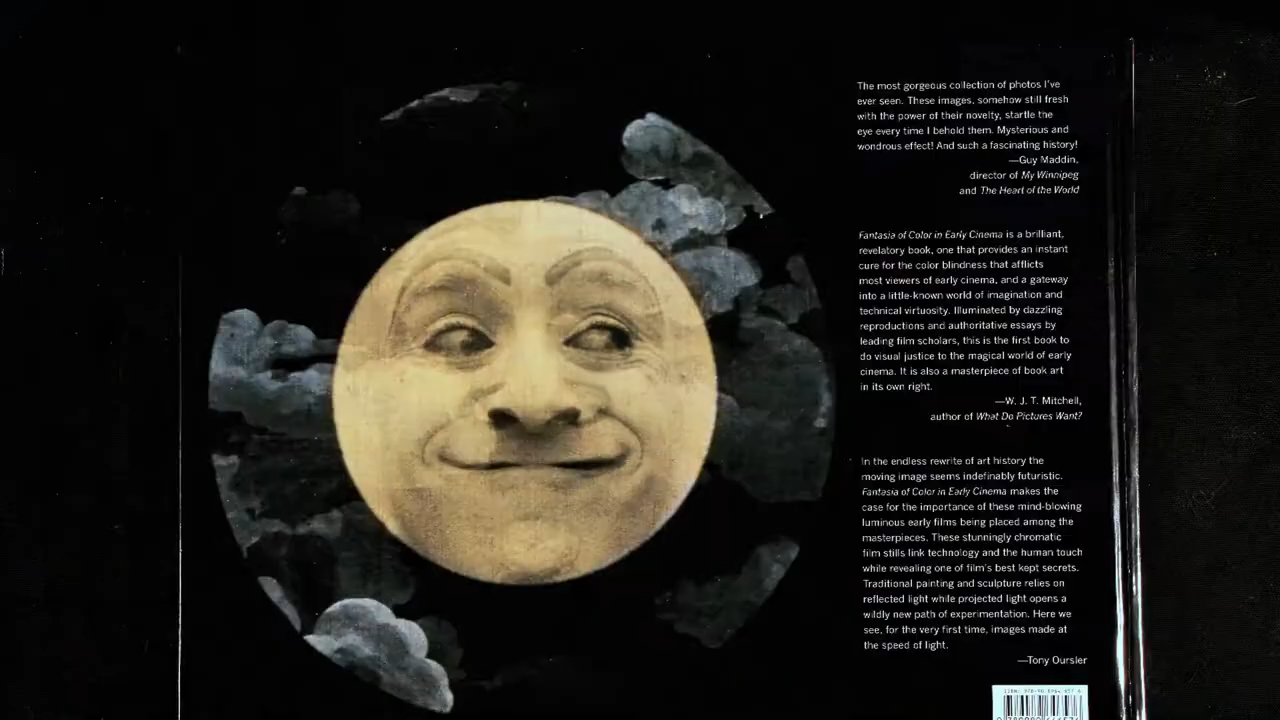 The most gorgeous collection of photos I've
ever seen. These images, somehow still fresh
with the power of their novelty, startle the
eye every time I behold them. Mysterious and
wondrous effect! And such a fascinating history!
—Guy Maddin,
director of My Winnipeg
and The Heart of the World
Fantasia of Color in Early Cinema is a brilliant,
revelatory book, one that provides an instant
cure for the color blindness that afflicts
most viewers of early cinema, and a gateway
into a little-known world of imagination and
technical virtuosity. Illuminated by dazzling
reproductions and authoritative essays by
leading film scholars, this is the first book to
do visual justice to the magical world of early
cinema. It is also a masterpiece of book art
in its own right.
—W. J. T. Mitchell,
author of What Do Pictures Want?
In the endless rewrite of art history the
moving image seems indefinably futuristic.
Fantasia of Color in Early Cinema makes the
case for the importance of these mind-blowing
luminous early films being placed among the
masterpieces. These stunningly chromatic
film stills link technology and the human touch
while revealing one of film's best kept secrets.
Traditional painting and sculpture relies on
reflected light while projected light opens a
wildly new path of experimentation. Here we
see, for the very first time, images made at
the speed of light.
—Tony Oursler